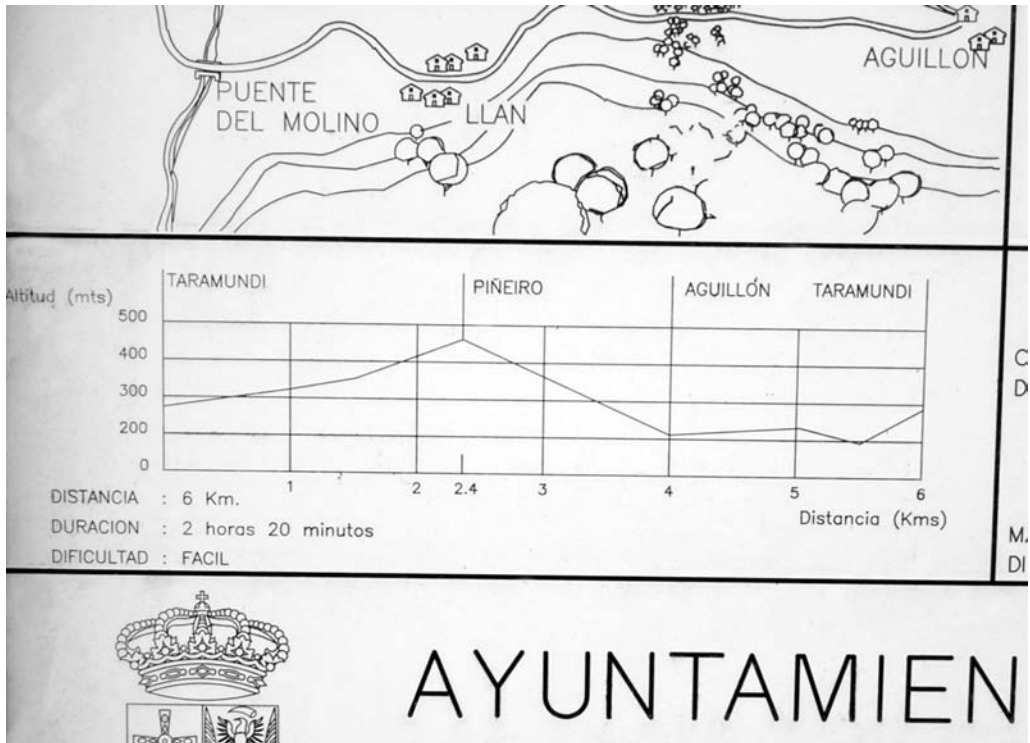 AGUILLON
PUENTE
DEL MOLINO
LLAN
TARAMUNDI
PIÑEIRO
AGUILLÓN
TARAMUNDI
Altitud (mts)
500
400
300
200
0
1
2
2.4
3
4
5
6
Distancia (Kms)
DISTANCIA : 6 Km.
DURACION : 2 horas 20 minutos
DIFICULTAD : FACIL
C
D
M.
DI
AYUNTAMIEN